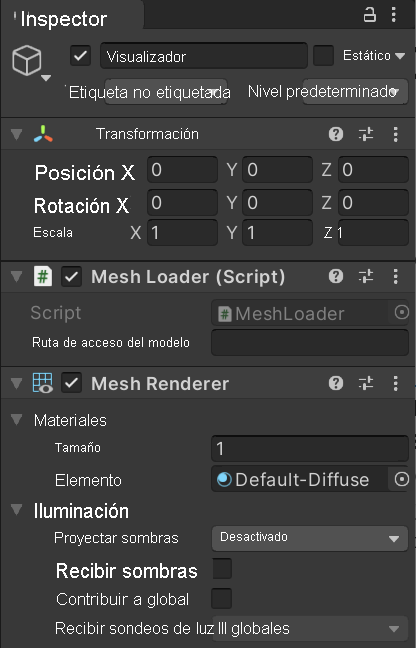 Inspector
Visualizador Estático
Etiqueta no etiquetada Nivel predeterminado
Transformación
Posición X 0 Y 0 Z 0
Rotación X 0 Y 0 Z 0
Escala X 1 Y 1 Z 1
# Mesh Loader (Script)
Script # MeshLoader
Ruta de acceso del modelo
Mesh Renderer
Materiales
Tamaño 1
Elemento Default-Diffuse
Iluminación
Proyectar sombras Desactivado
Recibir sombras
Contribuir a global
Recibir sondeos de luz III globales